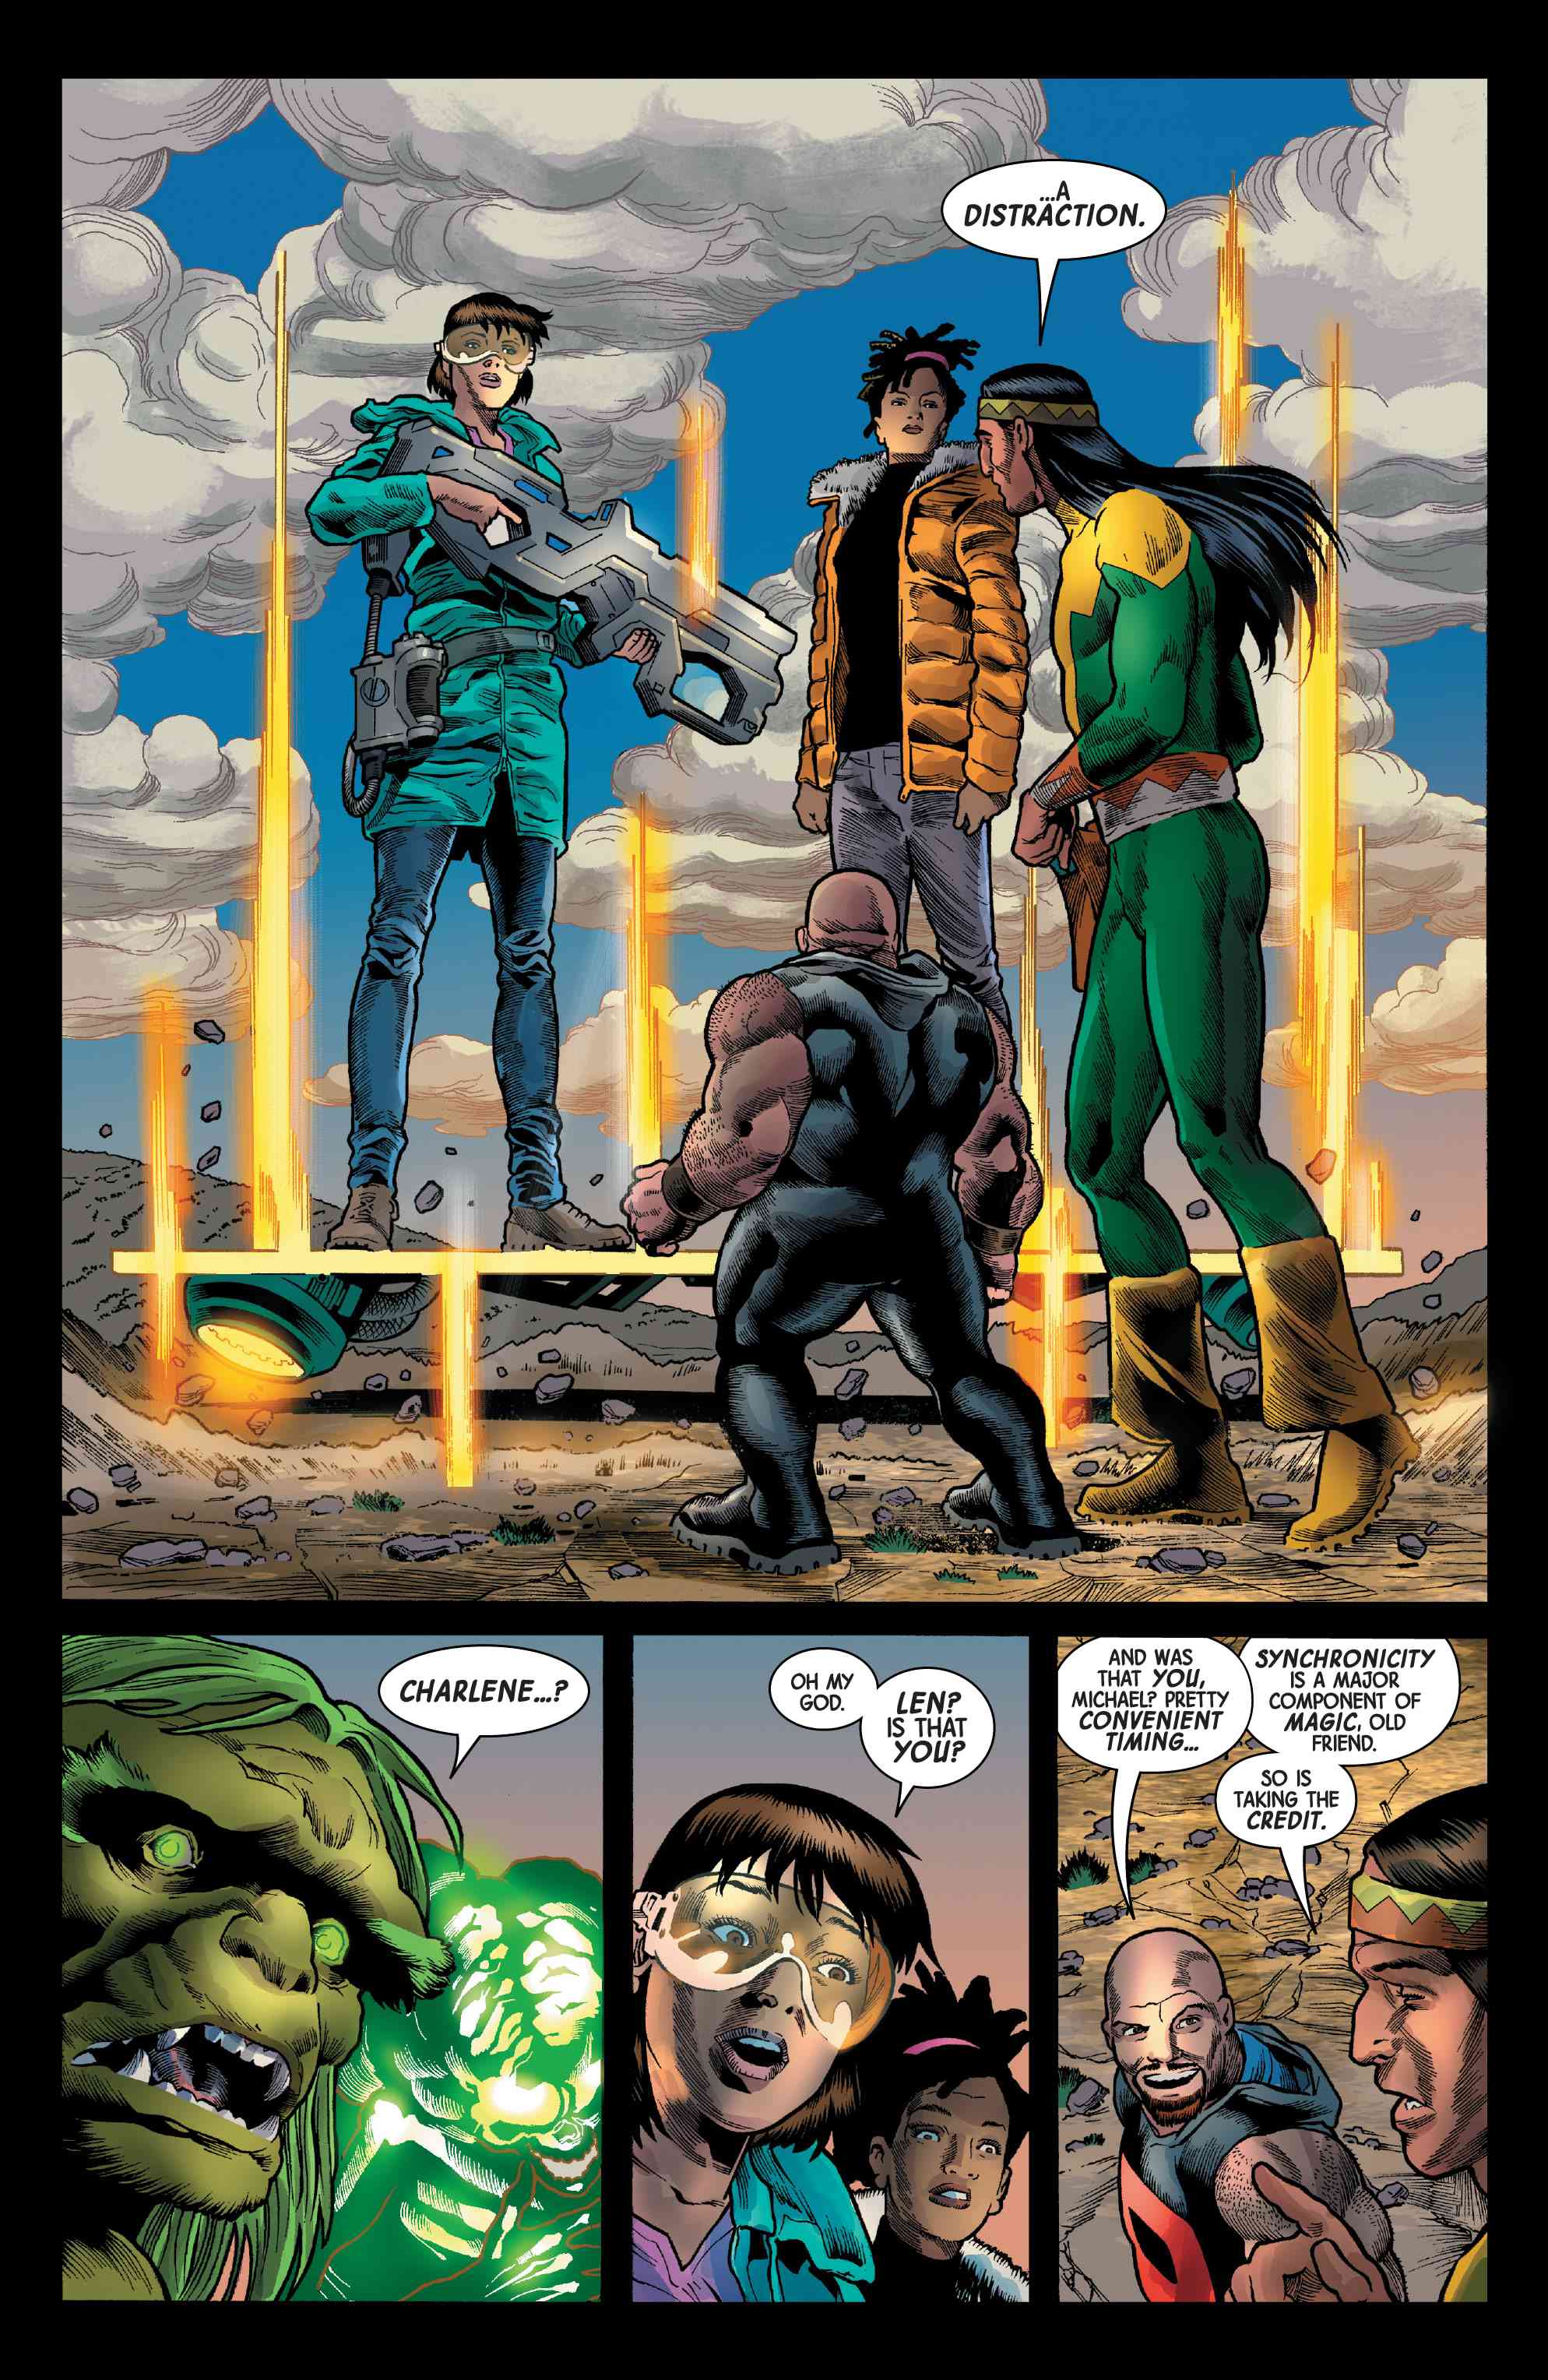 ...A
DISTRACTION.
CHARLENE...?
OH MY
GOD.
LEN?
IS THAT
YOU?
AND WAS
THAT YOU,
MICHAEL? PRETTY
CONVENIENT
TIMING...
SYNCHRONICITY
IS A MAJOR
COMPONENT OF
MAGIC, OLD
FRIEND.
SO IS
TAKING THE
CREDIT.